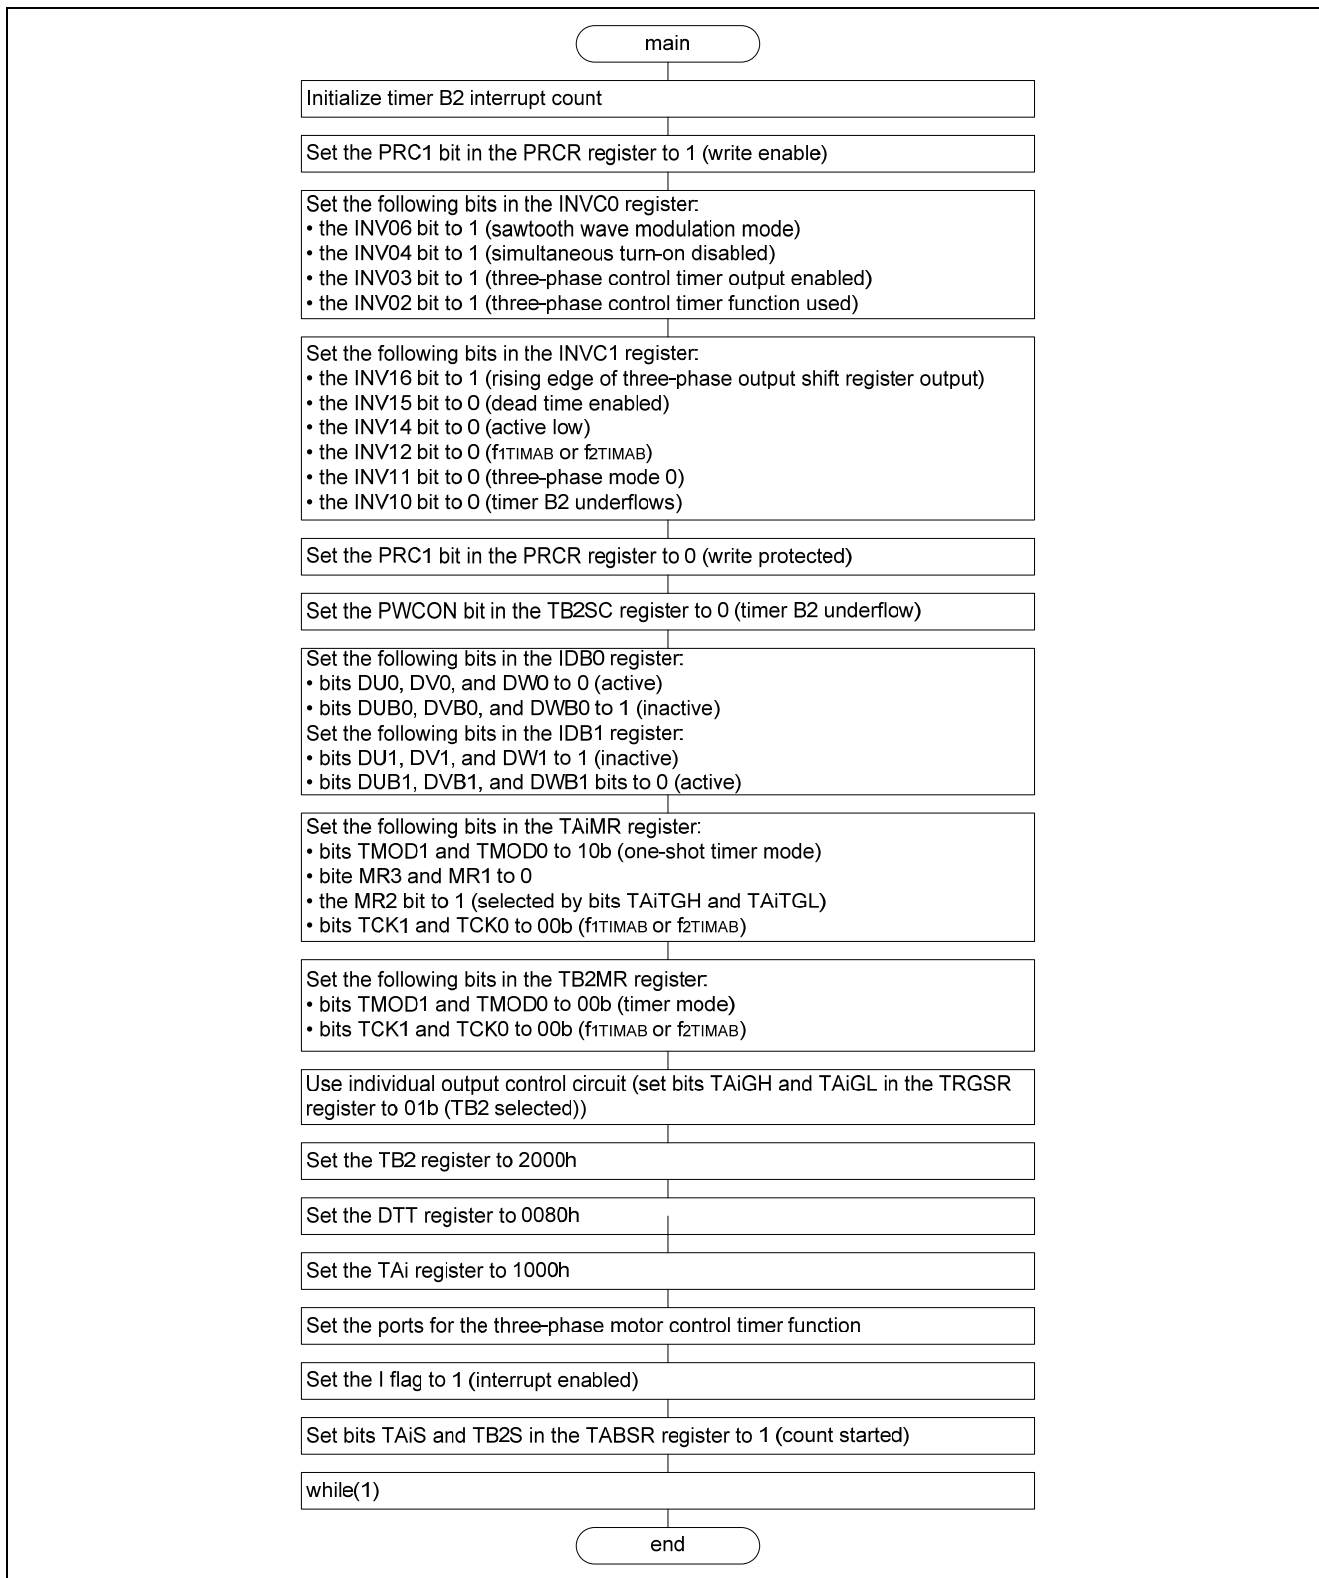 main
Initialize timer B2 interrupt count
Set the PRC1 bit in the PRCR register to 1 (write enable)
Set the following bits in the INVC0 register:
• the INV06 bit to 1 (sawtooth wave modulation mode)
• the INV04 bit to 1 (simultaneous turn-on disabled)
• the INV03 bit to 1 (three-phase control timer output enabled)
• the INV02 bit to 1 (three-phase control timer function used)
Set the following bits in the INVC1 register:
• the INV16 bit to 1 (rising edge of three-phase output shift register output)
• the INV15 bit to 0 (dead time enabled)
• the INV14 bit to 0 (active low)
• the INV12 bit to 0 (f1TIMAB or f2TIMAB)
• the INV11 bit to 0 (three-phase mode 0)
• the INV10 bit to 0 (timer B2 underflows)
Set the PRC1 bit in the PRCR register to 0 (write protected)
Set the PWCON bit in the TB2SC register to 0 (timer B2 underflow)
Set the following bits in the IDB0 register:
• bits DU0, DV0, and DW0 to 0 (active)
• bits DUB0, DVB0, and DWB0 to 1 (inactive)
Set the following bits in the IDB1 register:
• bits DU1, DV1, and DW1 to 1 (inactive)
• bits DUB1, DVB1, and DWB1 bits to 0 (active)
Set the following bits in the TAiMR register:
• bits TMOD1 and TMOD0 to 10b (one-shot timer mode)
• bite MR3 and MR1 to 0
• the MR2 bit to 1 (selected by bits TAiTGH and TAiTGL)
• bits TCK1 and TCK0 to 00b (f1TIMAB or f2TIMAB)
Set the following bits in the TB2MR register:
• bits TMOD1 and TMOD0 to 00b (timer mode)
• bits TCK1 and TCK0 to 00b (f1TIMAB or f2TIMAB)
Use individual output control circuit (set bits TAiGH and TAiGL in the TRGSR
register to 01b (TB2 selected))
Set the TB2 register to 2000h
Set the DTT register to 0080h
Set the TAi register to 1000h
Set the ports for the three-phase motor control timer function
Set the I flag to 1 (interrupt enabled)
Set bits TAiS and TB2S in the TABSR register to 1 (count started)
while(1)
end